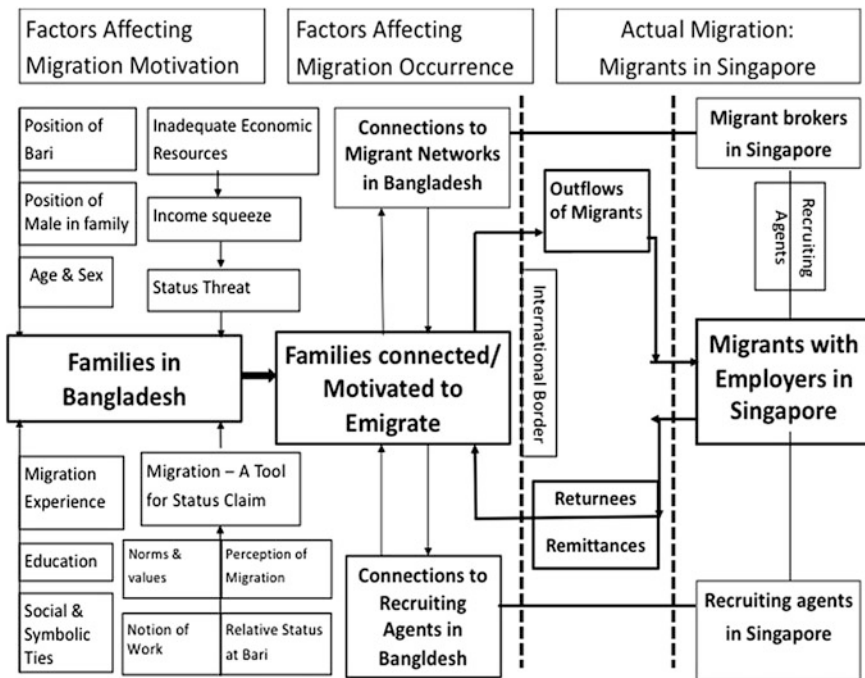 Factors Affecting
Migration Motivation
Factors Affecting
Migration Occurrence
Actual Migration:
Migrants in Singapore
Position of
Bari
Position of
Male in family
Age & Sex
Inadequate Economic
Resources
Income squeeze
Status Threat
Connections to
Migrant Networks
in Bangladesh
Outflows
of Migrants
Migrant brokers
in Singapore
Recruiting
Agents
Families in
Bangladesh
Families connected/
Motivated to
Emigrate
International Border
Migrants with
Employers in
Singapore
Migration
Experience
Education
Social &
Symbolic
Ties
Migration – A Tool
for Status Claim
Norms &
values
Perception of
Migration
Notion of
Work
Relative Status
at Bari
Returnees
Remittances
Connections to
Recruiting
Agents in
Bangldesh
Recruiting agents
in Singapore